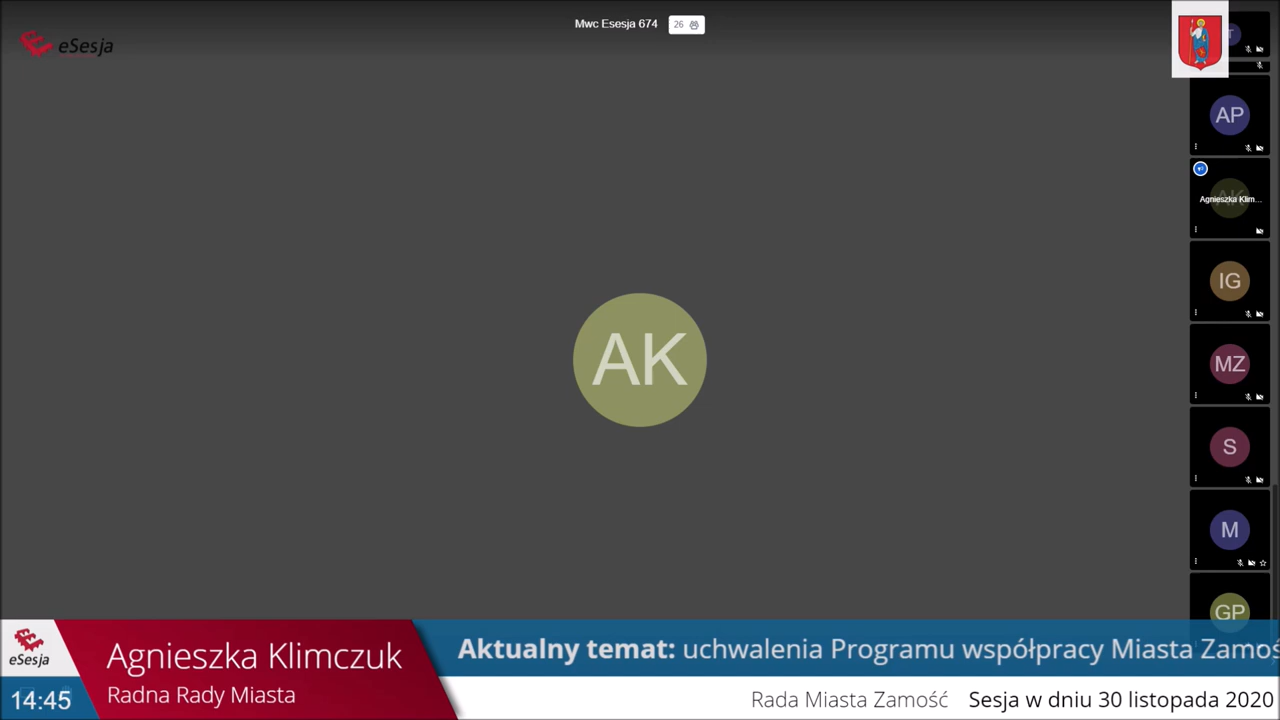 Mwc Esesja 674
26
eSesja
T
AP
AK
Agnieszka Klim...
IG
MZ
S
M
GP
AK
eSesja
Agnieszka Klimczuk
Radna Rady Miasta
Aktualny temat: uchwalenia Programu współpracy Miasta Zamoś
14:45
Rada Miasta Zamość
Sesja w dniu 30 listopada 2020